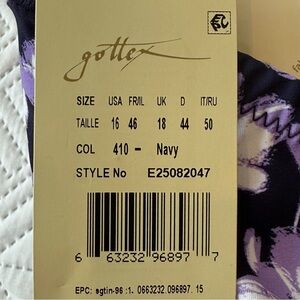 gottex
SIZE USA FR/IL UK D IT/RU
TAILLE 16 46 18 44 50
COL 410 - Navy
STYLE No E25082047
6 63232 96897 7
EPC: sgtin-96 :1. 0663232.096897. 15